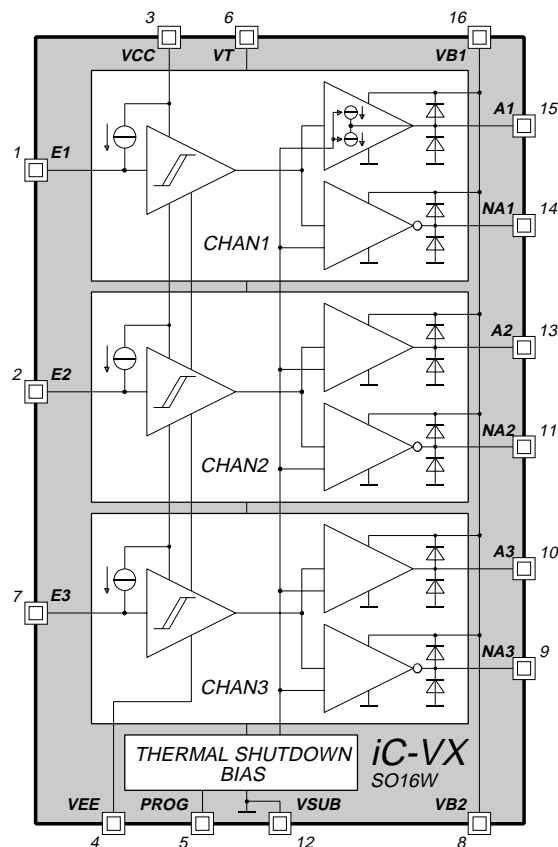 3 6 16
VCC VT VB1
A1 15
1 E1
NA1 14
CHAN1
A2 13
2 E2
NA2 11
CHAN2
A3 10
7 E3
NA3 9
CHAN3
THERMAL SHUTDOWN
BIAS
iC-VX
SO16W
VEE PROG VSUB VB2
4 5 12 8